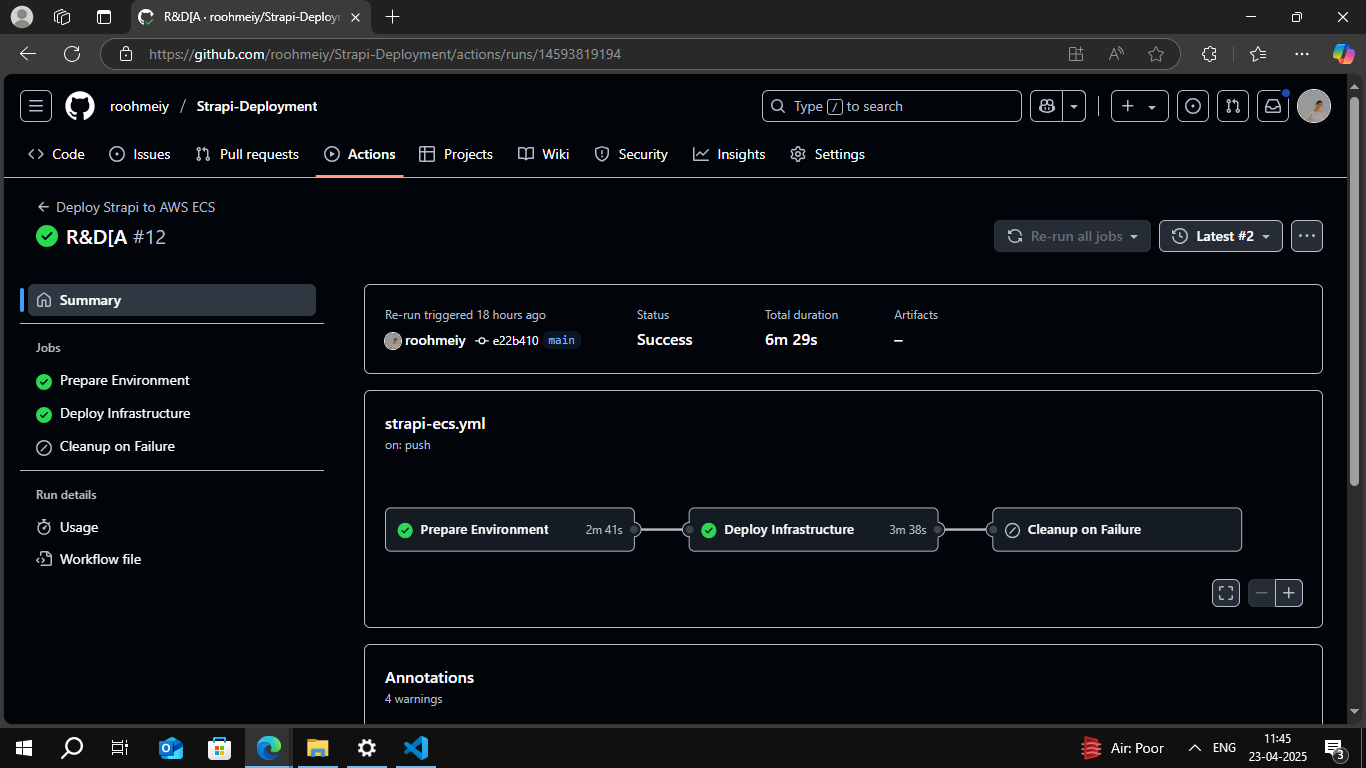 R&D[A · roohmeiy/Strapi-Deploym
https://github.com/roohmeiy/Strapi-Deployment/actions/runs/14593819194
roohmeiy / Strapi-Deployment
Type / to search
Code Issues Pull requests Actions Projects Wiki Security Insights Settings
← Deploy Strapi to AWS ECS
R&D[A #12
Re-run all jobs
Latest #2
Summary
Jobs
Prepare Environment
Deploy Infrastructure
Cleanup on Failure
Run details
Usage
Workflow file
Re-run triggered 18 hours ago Status Total duration Artifacts
roohmeiy e22b410 main Success 6m 29s –
strapi-ecs.yml
on: push
Prepare Environment 2m 41s Deploy Infrastructure 3m 38s Cleanup on Failure
Annotations
4 warnings
Air: Poor
ENG
11:45
23-04-2025
3